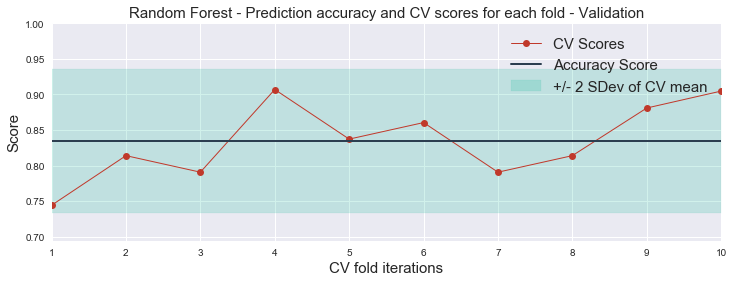 Random Forest - Prediction accuracy and CV scores for each fold - Validation
1.00
0.95
0.90
0.85
0.80
0.75
0.70
Score
CV Scores
Accuracy Score
+/- 2 SDev of CV mean
1 2 3 4 5 6 7 8 9 10
CV fold iterations